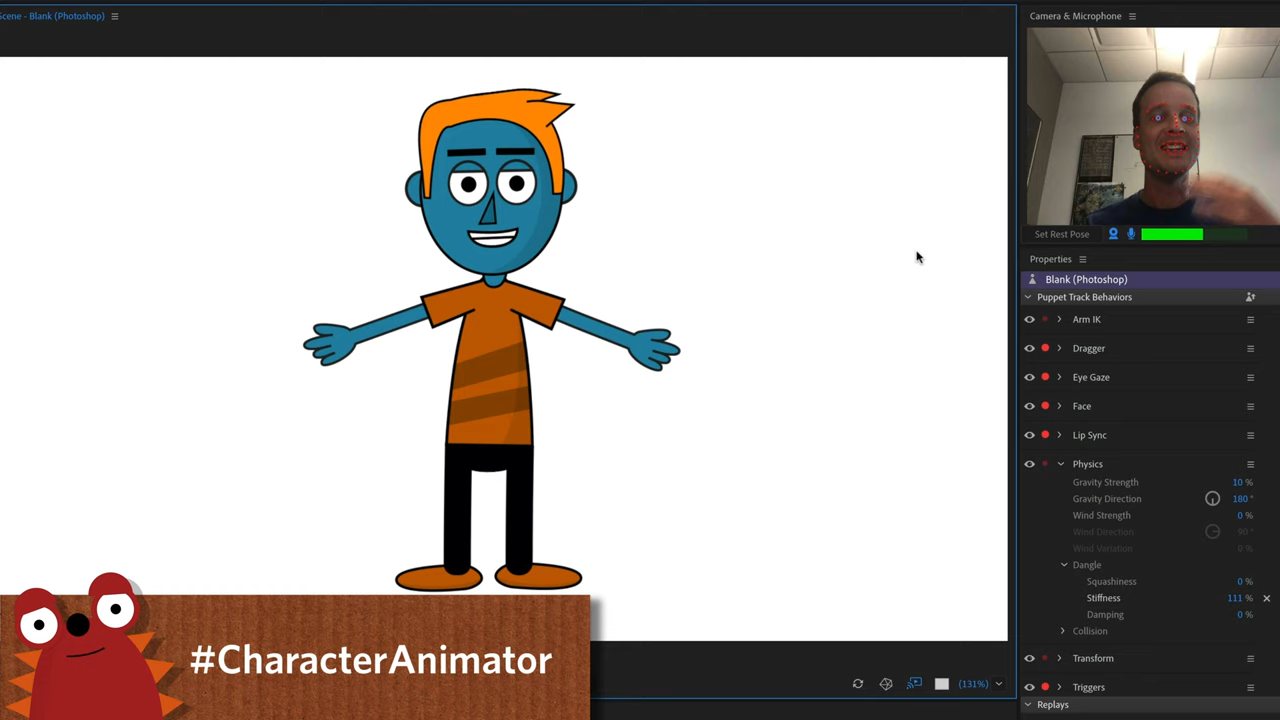 Scene - Blank (Photoshop)
Camera & Microphone
Set Rest Pose
Properties
Blank (Photoshop)
Puppet Track Behaviors
Arm IK
Dragger
Eye Gaze
Face
Lip Sync
Physics
Gravity Strength 10 %
Gravity Direction 180 °
Wind Strength 0 %
Wind Direction 90 °
Wind Variation 0 %
Dangle
Squashiness 0 %
Stiffness 111 %
Damping 0 %
Collision
Transform
Triggers
Replays
(131%)
#CharacterAnimator